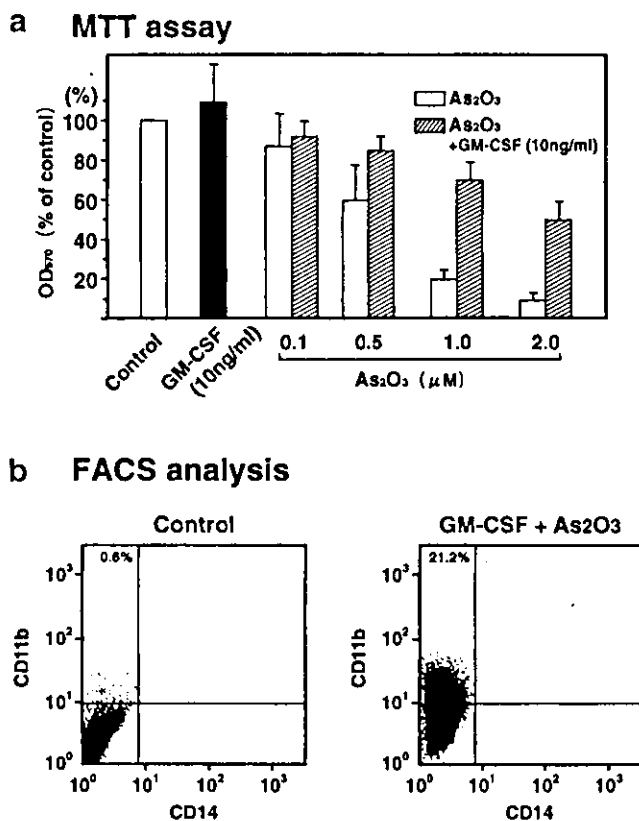 a MTT assay
(%)
100
80
60
40
20
OD₅₇₀ (% of control)
As₂O₃
As₂O₃
+GM-CSF (10ng/ml)
Control
GM-CSF
(10ng/ml)
0.1 0.5 1.0 2.0
As₂O₃ (μM)
b FACS analysis
Control
0.6%
10³
10²
10¹
10⁰
CD11b
10⁰ 10¹ 10² 10³
CD14
GM-CSF + As2O3
21.2%
10³
10²
10¹
10⁰
CD11b
10⁰ 10¹ 10² 10³
CD14